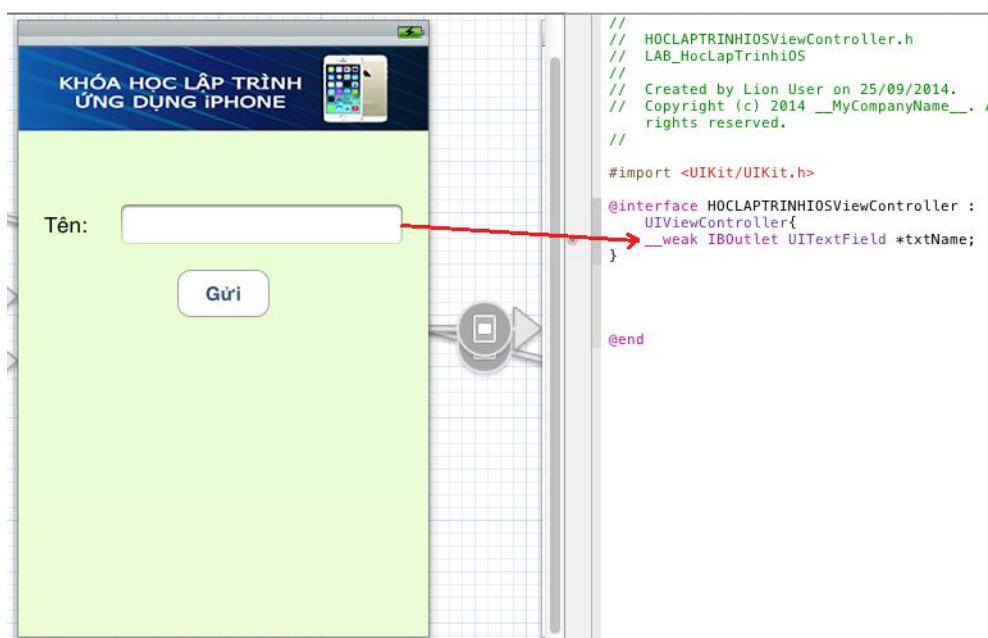 KHÓA HỌC LẬP TRÌNH
ỨNG DỤNG iPHONE
Tên:
Gửi
//
//  HOCLAPTRINHIOSViewController.h
//  LAB_HocLapTrinhiOS
//
//  Created by Lion User on 25/09/2014.
//  Copyright (c) 2014 __MyCompanyName__. A
rights reserved.
//
#import <UIKit/UIKit.h>
@interface HOCLAPTRINHIOSViewController :
UIViewController{
__weak IBOutlet UITextField *txtName;
}
@end